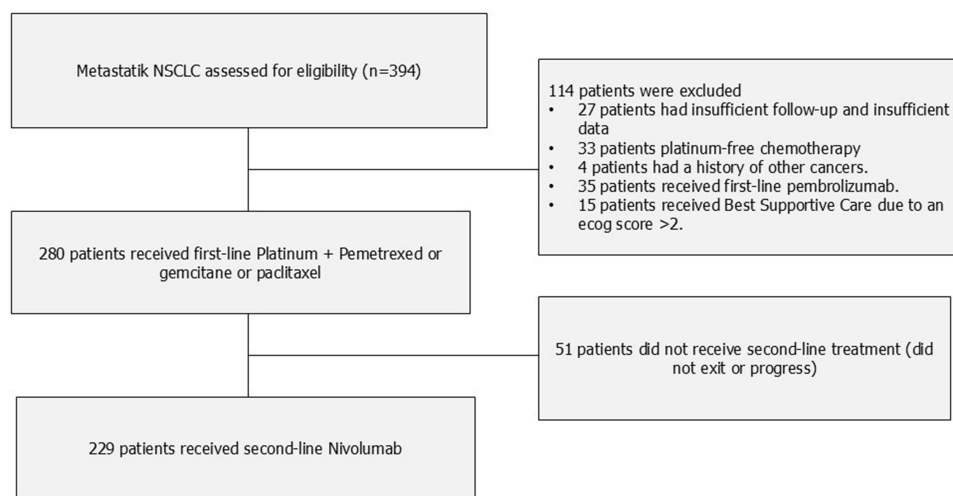 Metastatik NSCLC assessed for eligibility (n=394)
114 patients were excluded
• 27 patients had insufficient follow-up and insufficient
data
• 33 patients platinum-free chemotherapy
• 4 patients had a history of other cancers.
• 35 patients received first-line pembrolizumab.
• 15 patients received Best Supportive Care due to an
ecog score >2.
280 patients received first-line Platinum + Pemetrexed or
gemcitane or paclitaxel
51 patients did not receive second-line treatment (did
not exit or progress)
229 patients received second-line Nivolumab